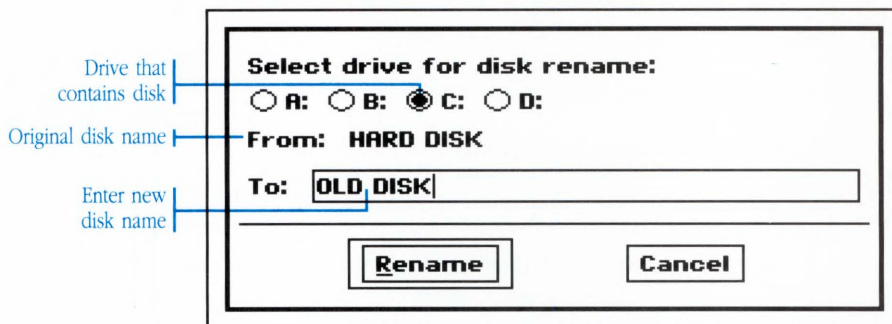 Select drive for disk rename:
A: B: C: D:
From: HARD DISK
To: OLD DISK
Rename
Cancel
Drive that
contains disk
Original disk name
Enter new
disk name